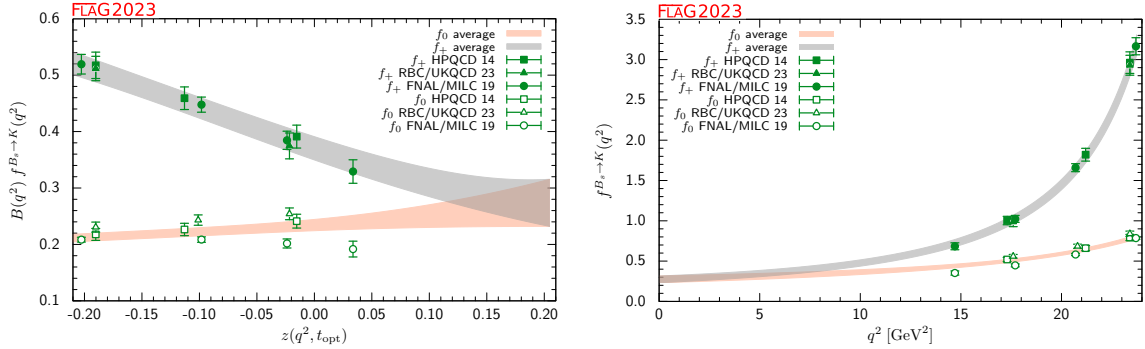 FLAG2023
f₀ average
f₊ average
f₊ HPQCD 14
f₊ RBC/UKQCD 23
f₊ FNAL/MILC 19
f₀ HPQCD 14
f₀ RBC/UKQCD 23
f₀ FNAL/MILC 19
B(q²) f^{B_s→K}(q²)
0.6
0.5
0.4
0.3
0.2
0.1
-0.20 -0.15 -0.10 -0.05 0.00 0.05 0.10 0.15 0.20
z(q², t_opt)
FLAG2023
f₀ average
f₊ average
f₊ HPQCD 14
f₊ RBC/UKQCD 23
f₊ FNAL/MILC 19
f₀ HPQCD 14
f₀ RBC/UKQCD 23
f₀ FNAL/MILC 19
f^{B_s→K}(q²)
3.5
3.0
2.5
2.0
1.5
1.0
0.5
0.0
0 5 10 15 20
q² [GeV²]